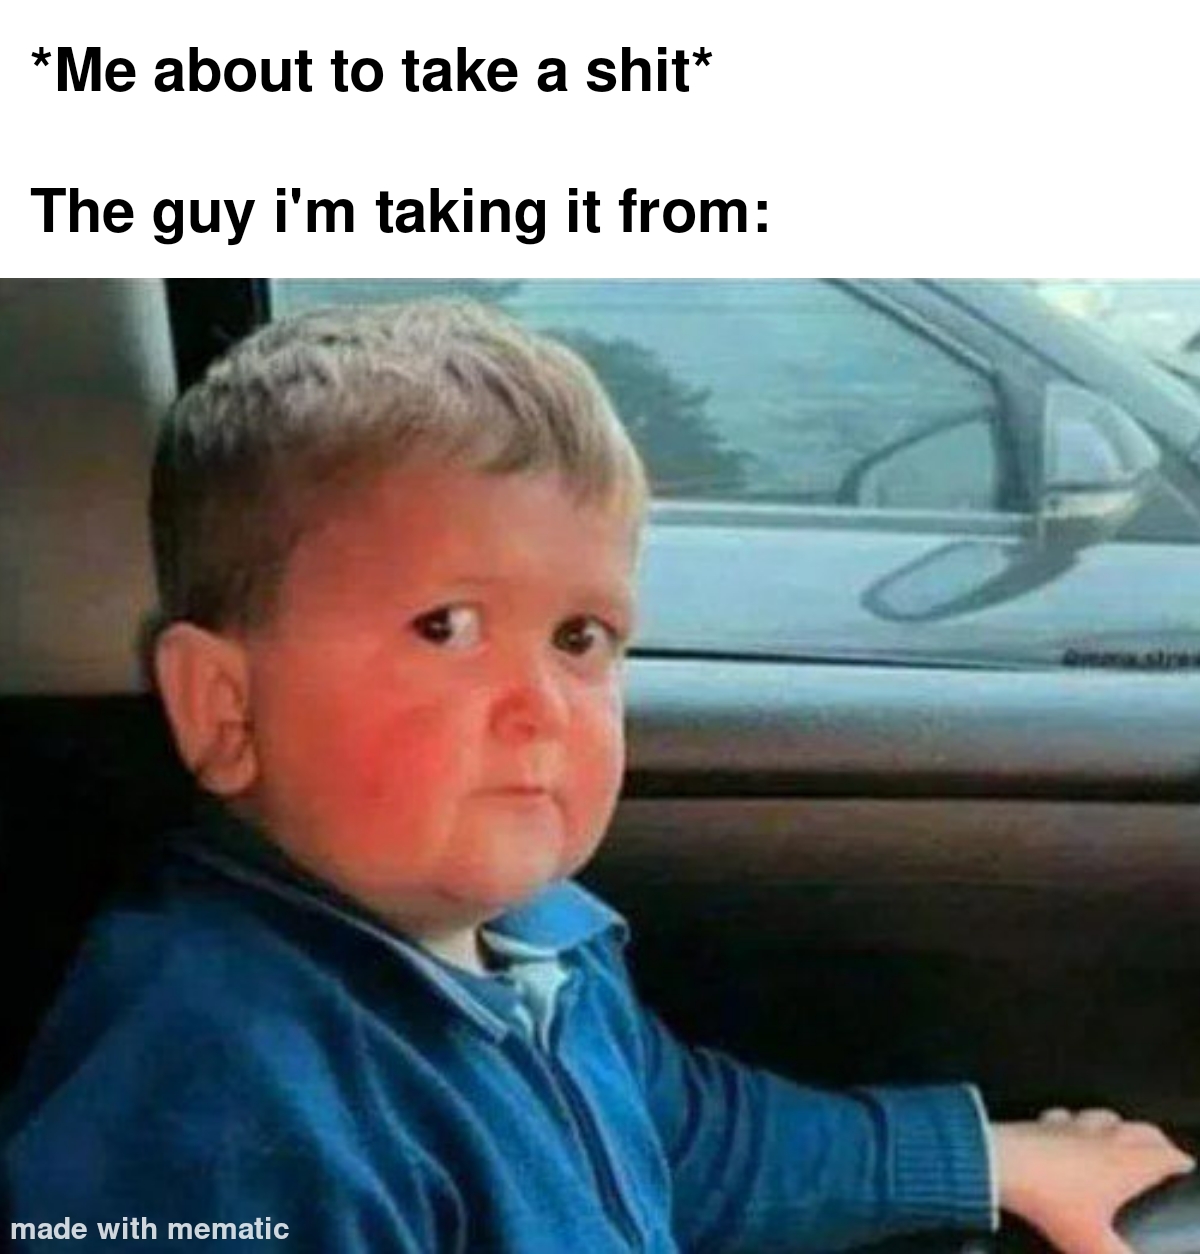 *Me about to take a shit*
The guy i'm taking it from:
made with mematic